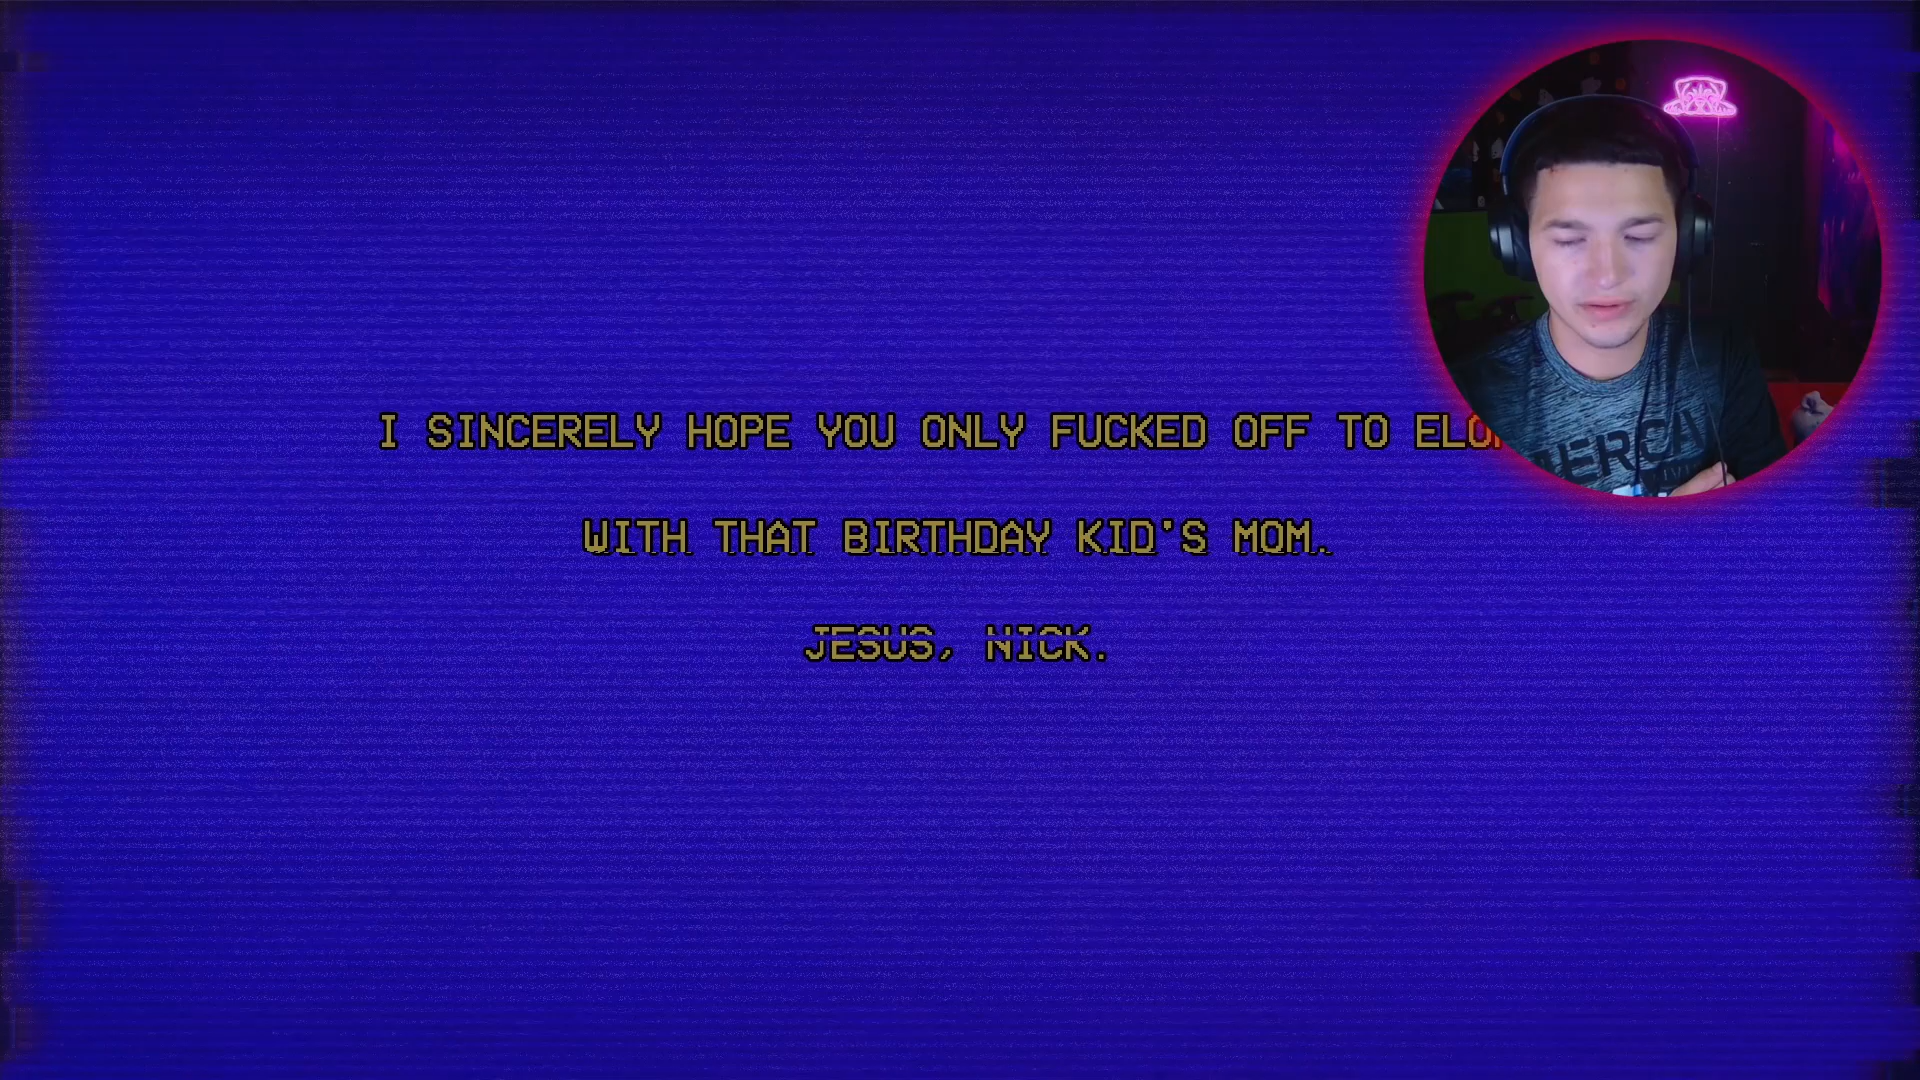 I SINCERELY HOPE YOU ONLY FUCKED OFF TO
WITH THAT BIRTHDAY KID'S MOM.
JESUS, NICK.